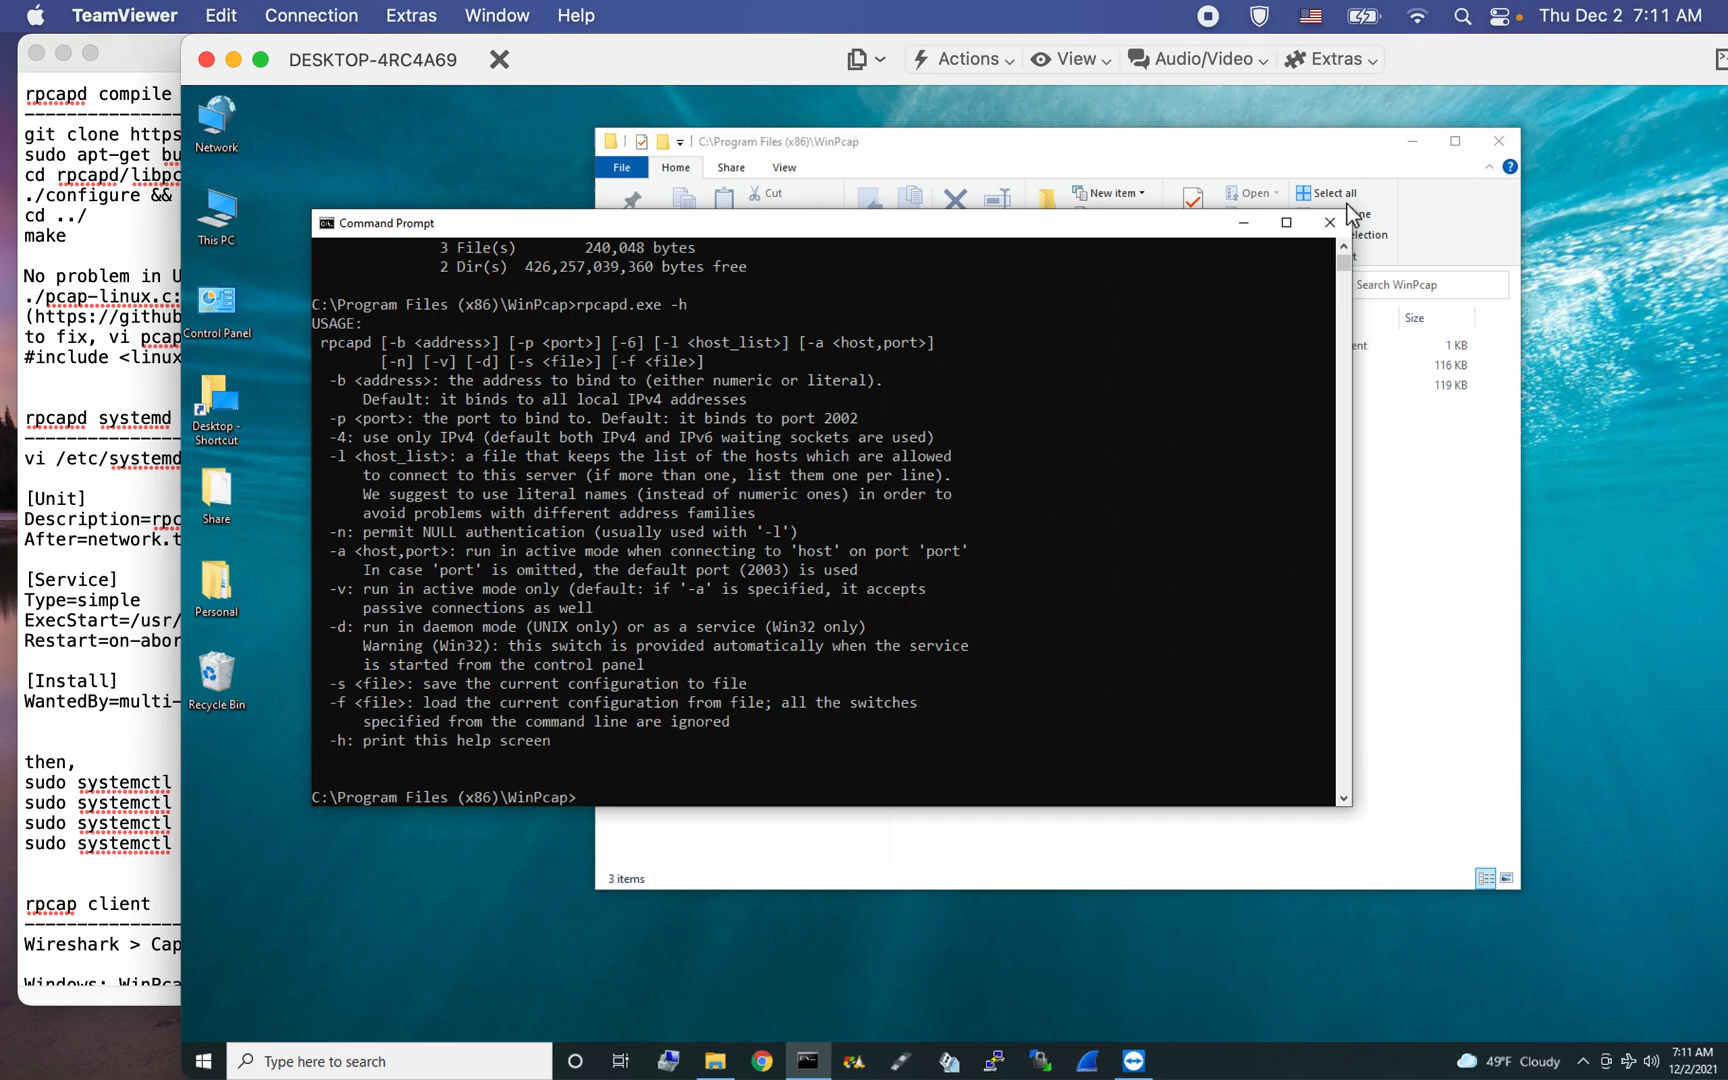 TeamViewer Edit Connection Extras Window Help
Thu Dec 2 7:11 AM
DESKTOP-4RC4A69
Actions View Audio/Video Extras
rpcapd compile
git clone https
sudo apt-get bu
cd rpcapd/libpc
./configure &&
cd ../
make
No problem in U
./pcap-linux.c:
(https://github
to fix, vi pcap
#include <linux
rpcapd systemd
vi /etc/systemd
[Unit]
Description=rpc
After=network.t
[Service]
Type=simple
ExecStart=/usr/
Restart=on-abor
[Install]
WantedBy=multi-
then,
sudo systemctl
sudo systemctl
sudo systemctl
sudo systemctl
rpcap client
Wireshark > Cap
Windows: WinPca
Network
This PC
Control Panel
Desktop -
Shortcut
Share
Personal
Recycle Bin
C:\Program Files (x86)\WinPcap
File Home Share View
Cut
New item
Open
Select all
Search WinPcap
Size
1 KB
116 KB
119 KB
3 items
Command Prompt
3 File(s) 240,048 bytes
2 Dir(s) 426,257,039,360 bytes free
C:\Program Files (x86)\WinPcap>rpcapd.exe -h
USAGE:
rpcapd [-b <address>] [-p <port>] [-6] [-l <host_list>] [-a <host,port>]
[-n] [-v] [-d] [-s <file>] [-f <file>]
-b <address>: the address to bind to (either numeric or literal).
Default: it binds to all local IPv4 addresses
-p <port>: the port to bind to. Default: it binds to port 2002
-4: use only IPv4 (default both IPv4 and IPv6 waiting sockets are used)
-l <host_list>: a file that keeps the list of the hosts which are allowed
to connect to this server (if more than one, list them one per line).
We suggest to use literal names (instead of numeric ones) in order to
avoid problems with different address families
-n: permit NULL authentication (usually used with '-l')
-a <host,port>: run in active mode when connecting to 'host' on port 'port'
In case 'port' is omitted, the default port (2003) is used
-v: run in active mode only (default: if '-a' is specified, it accepts
passive connections as well
-d: run in daemon mode (UNIX only) or as a service (Win32 only)
Warning (Win32): this switch is provided automatically when the service
is started from the control panel
-s <file>: save the current configuration to file
-f <file>: load the current configuration from file; all the switches
specified from the command line are ignored
-h: print this help screen
C:\Program Files (x86)\WinPcap>
Type here to search
49°F Cloudy
7:11 AM
12/2/2021